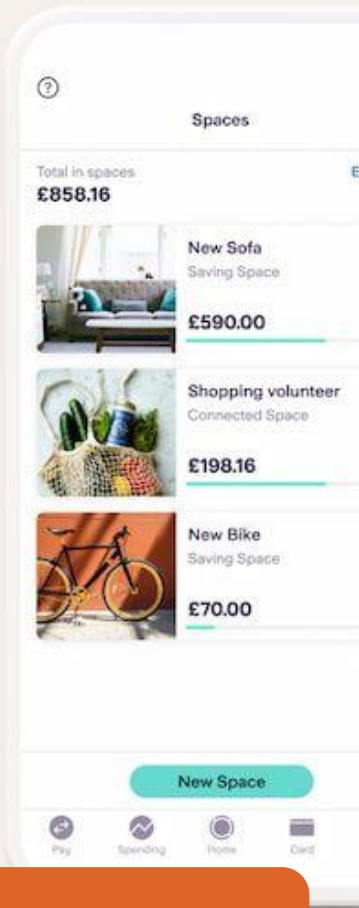 ?
Spaces
Total in spaces
£858.16
E
New Sofa
Saving Space
£590.00
Shopping volunteer
Connected Space
£198.16
New Bike
Saving Space
£70.00
New Space
Pay
Spending
Home
Card